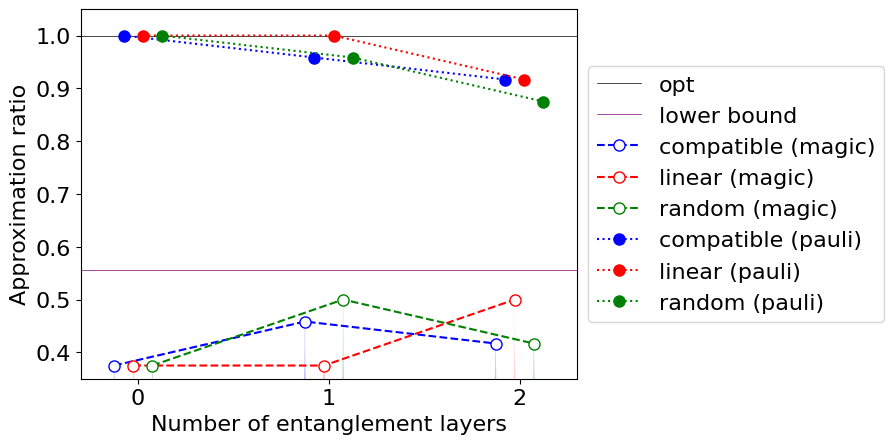 1.0
0.9
0.8
0.7
0.6
0.5
0.4
Approximation ratio
0
1
2
Number of entanglement layers
opt
lower bound
compatible (magic)
linear (magic)
random (magic)
compatible (pauli)
linear (pauli)
random (pauli)